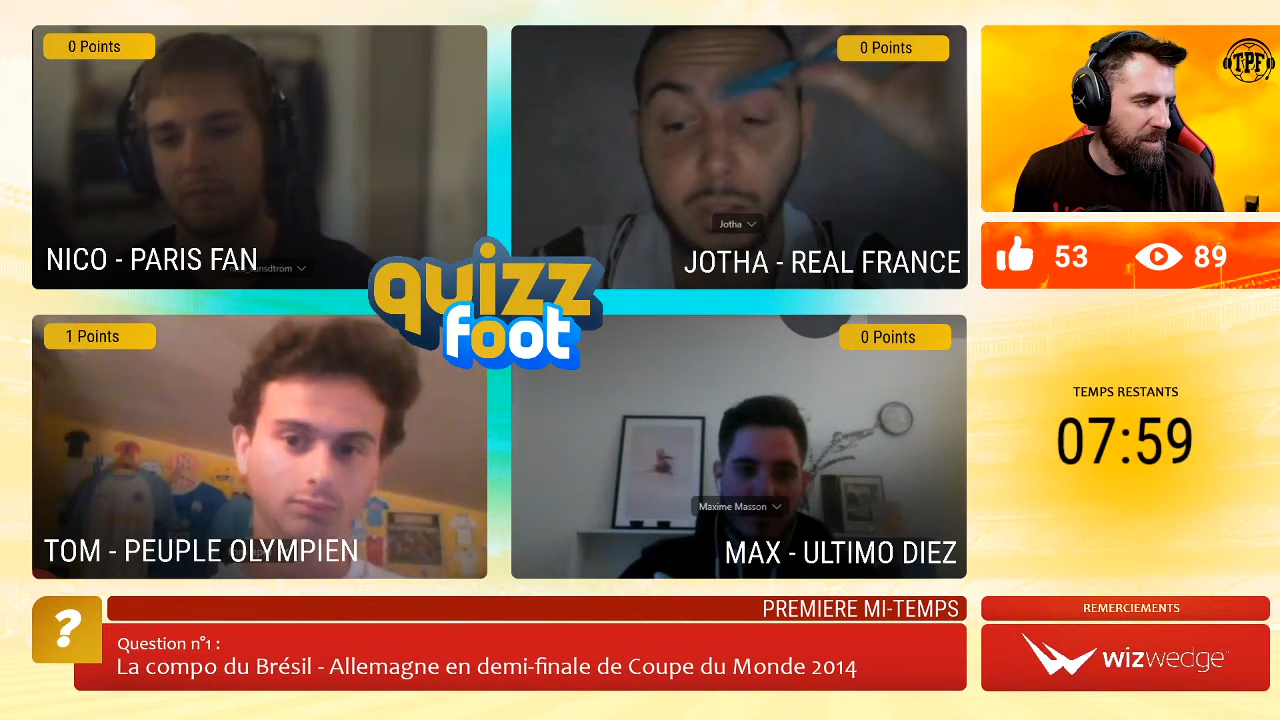 0 Points
0 Points
TPF
Jotha
NICO - PARIS FAN
JOTHA - REAL FRANCE
53
89
quizz
foot
1 Points
0 Points
TEMPS RESTANTS
07:59
Maxime Masson
TOM - PEUPLE OLYMPIEN
MAX - ULTIMO DIEZ
?
PREMIERE MI-TEMPS
Question n°1 :
La compo du Brésil - Allemagne en demi-finale de Coupe du Monde 2014
REMERCIEMENTS
wizwedge